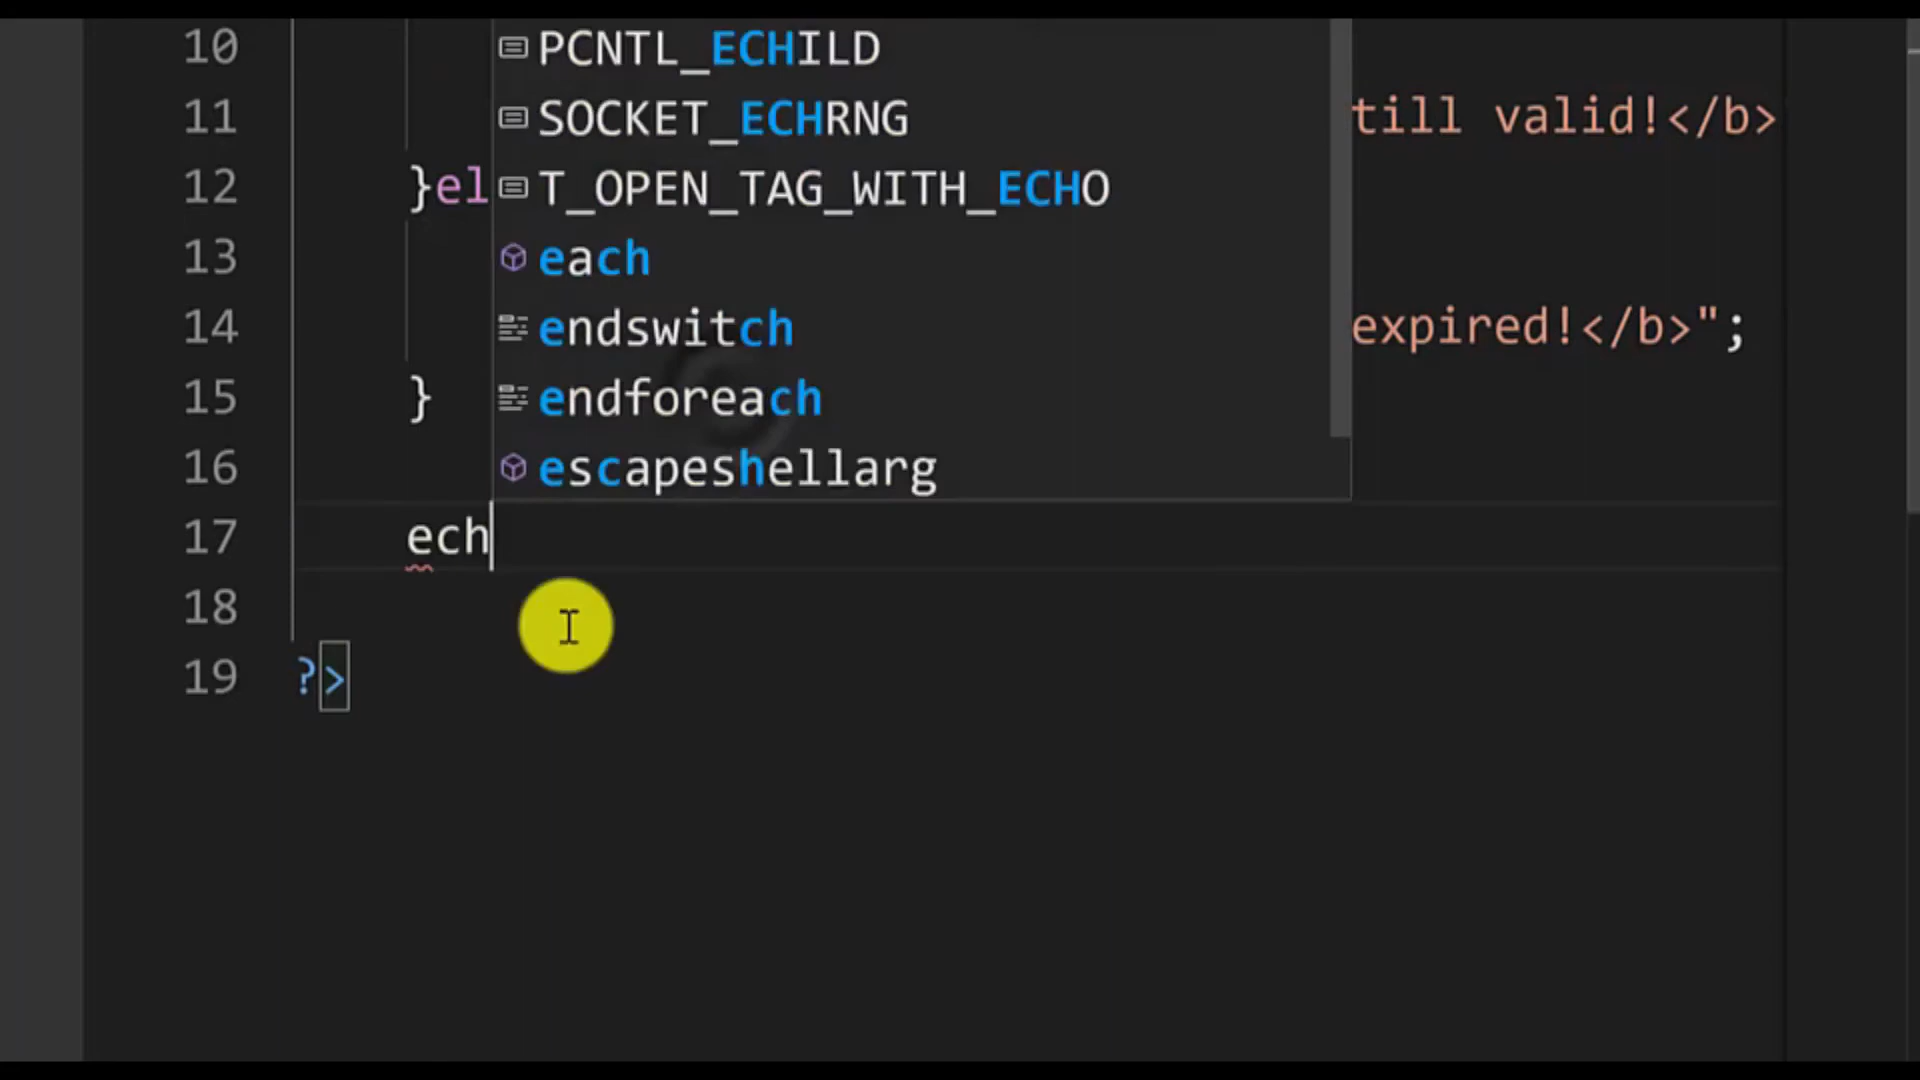 10 PCNTL_ECHILD
11 SOCKET_ECHRNG till valid!</b>
12 }el T_OPEN_TAG_WITH_ECHO
13 each
14 endswitch expired!</b>";
15 } endforeach
16 escapeshellarg
17 ech
18
19 ?>